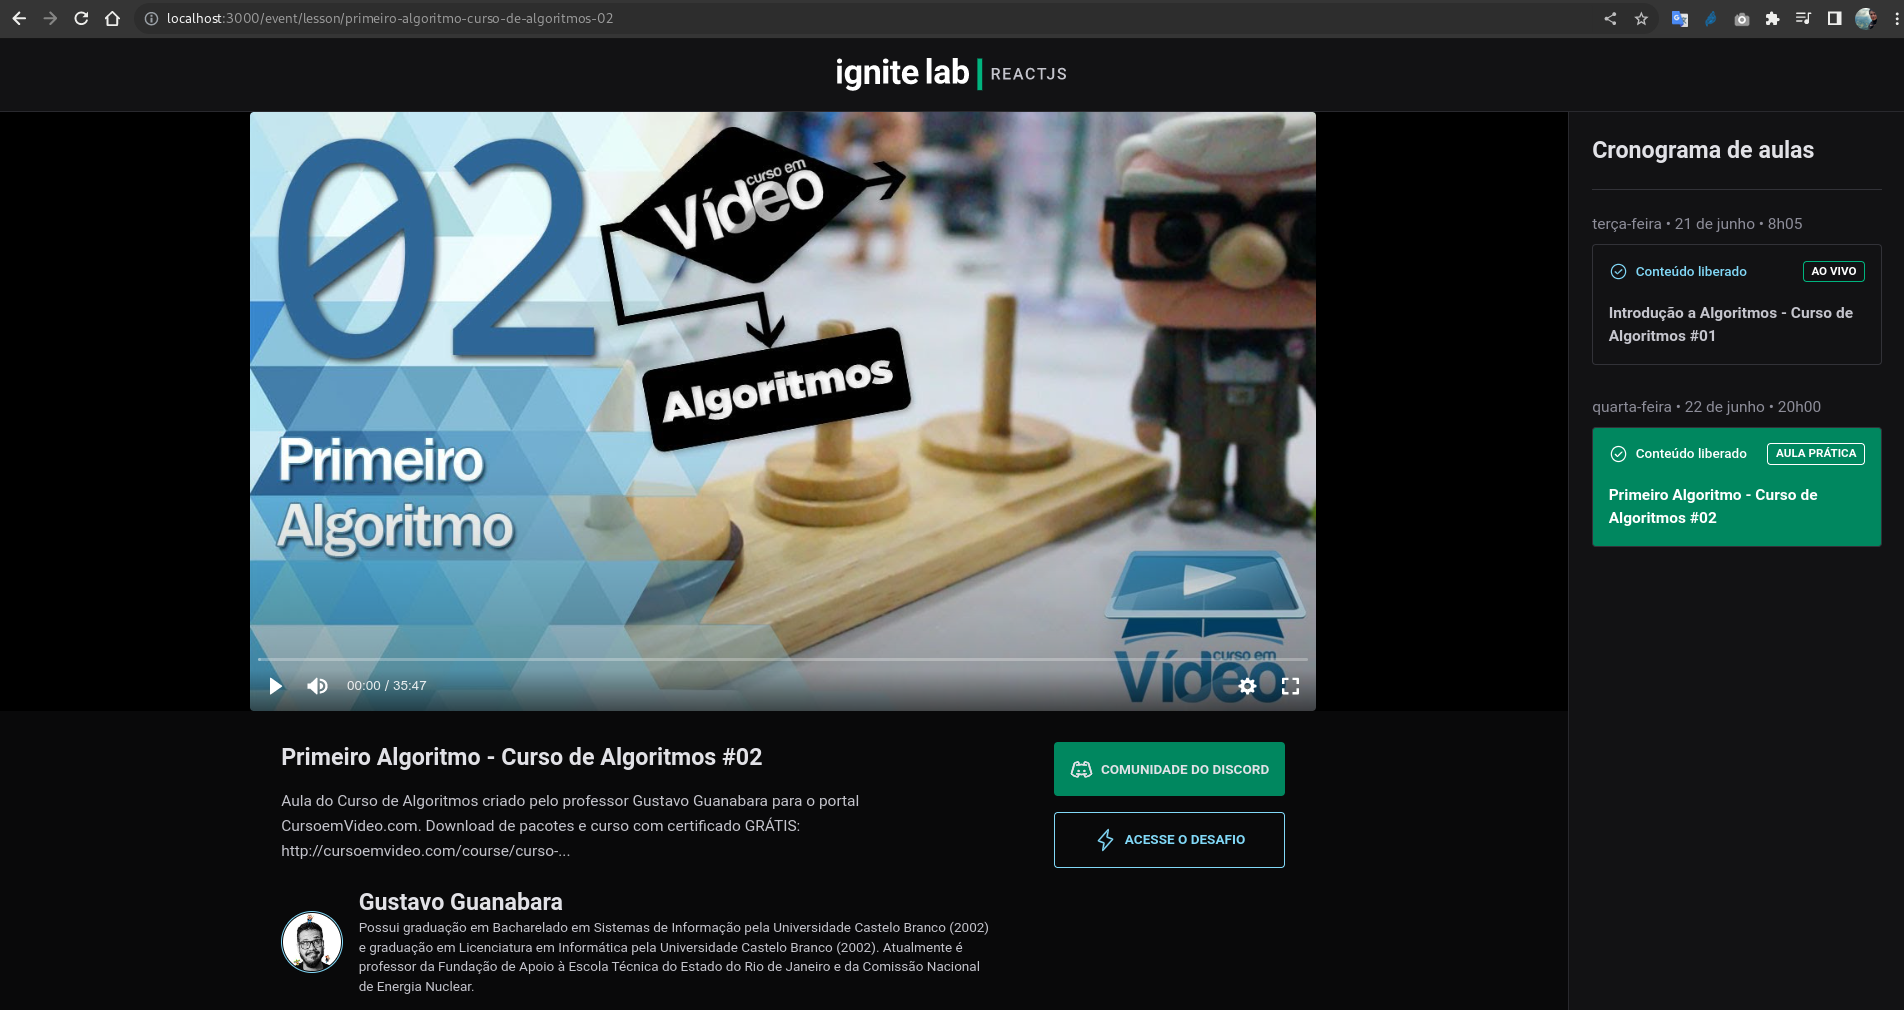 localhost:3000/event/lesson/primeiro-algoritmo-curso-de-algoritmos-02
ignite lab | REACTJS
02
curso em
Vídeo
Algoritmos
Primeiro
Algoritmo
curso em
Vídeo
00:00 / 35:47
Primeiro Algoritmo - Curso de Algoritmos #02
Aula do Curso de Algoritmos criado pelo professor Gustavo Guanabara para o portal
CursoemVideo.com. Download de pacotes e curso com certificado GRÁTIS:
http://cursoemvideo.com/course/curso-...
COMUNIDADE DO DISCORD
ACESSE O DESAFIO
Gustavo Guanabara
Possui graduação em Bacharelado em Sistemas de Informação pela Universidade Castelo Branco (2002)
e graduação em Licenciatura em Informática pela Universidade Castelo Branco (2002). Atualmente é
professor da Fundação de Apoio à Escola Técnica do Estado do Rio de Janeiro e da Comissão Nacional
de Energia Nuclear.
Cronograma de aulas
terça-feira • 21 de junho • 8h05
Conteúdo liberado AO VIVO
Introdução a Algoritmos - Curso de
Algoritmos #01
quarta-feira • 22 de junho • 20h00
Conteúdo liberado AULA PRÁTICA
Primeiro Algoritmo - Curso de
Algoritmos #02